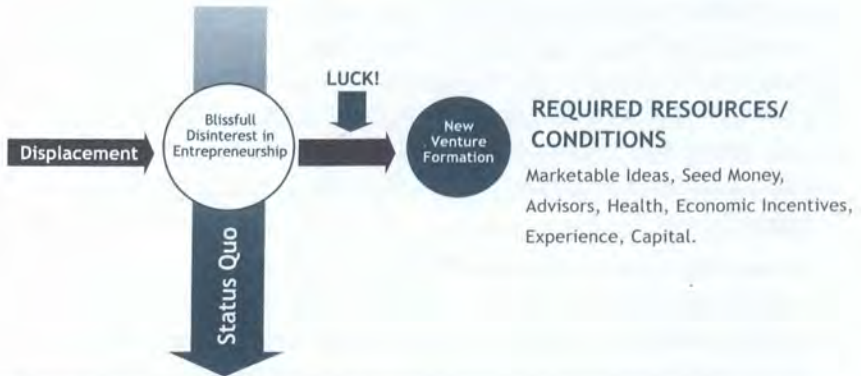 LUCK!
Displacement
Blissfull
Disinterest in
Entrepreneurship
New
Venture
Formation
Status Quo
REQUIRED RESOURCES/
CONDITIONS
Marketable Ideas, Seed Money,
Advisors, Health, Economic Incentives,
Experience, Capital.